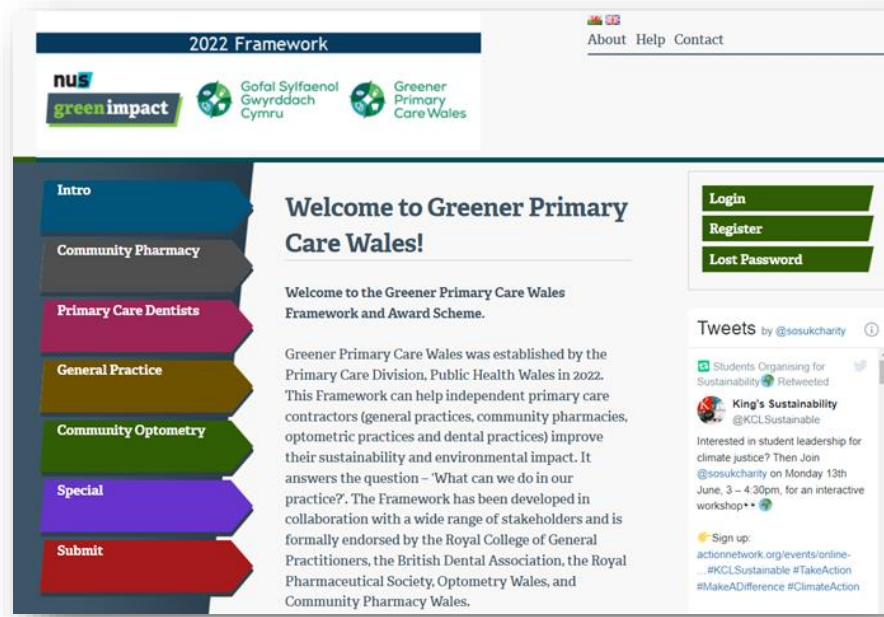 2022 Framework
nus
greenimpact
Gofal Sylfaenol
Gwyrddach
Cymru
Greener
Primary
Care Wales
About Help Contact
Intro
Community Pharmacy
Primary Care Dentists
General Practice
Community Optometry
Special
Submit
Welcome to Greener Primary
Care Wales!
Welcome to the Greener Primary Care Wales
Framework and Award Scheme.
Greener Primary Care Wales was established by the
Primary Care Division, Public Health Wales in 2022.
This Framework can help independent primary care
contractors (general practices, community pharmacies,
optometric practices and dental practices) improve
their sustainability and environmental impact. It
answers the question – ‘What can we do in our
practice?’. The Framework has been developed in
collaboration with a wide range of stakeholders and is
formally endorsed by the Royal College of General
Practitioners, the British Dental Association, the Royal
Pharmaceutical Society, Optometry Wales, and
Community Pharmacy Wales.
Login
Register
Lost Password
Tweets by @sosukcharity
Students Organising for
Sustainability Retweeted
King's Sustainability
@KCLSustainable
Interested in student leadership for
climate justice? Then Join
@sosukcharity on Monday 13th
June, 3 – 4:30pm, for an interactive
workshop
Sign up:
actionnetwork.org/events/online-
…#KCLSustainable #TakeAction
#MakeADifference #ClimateAction